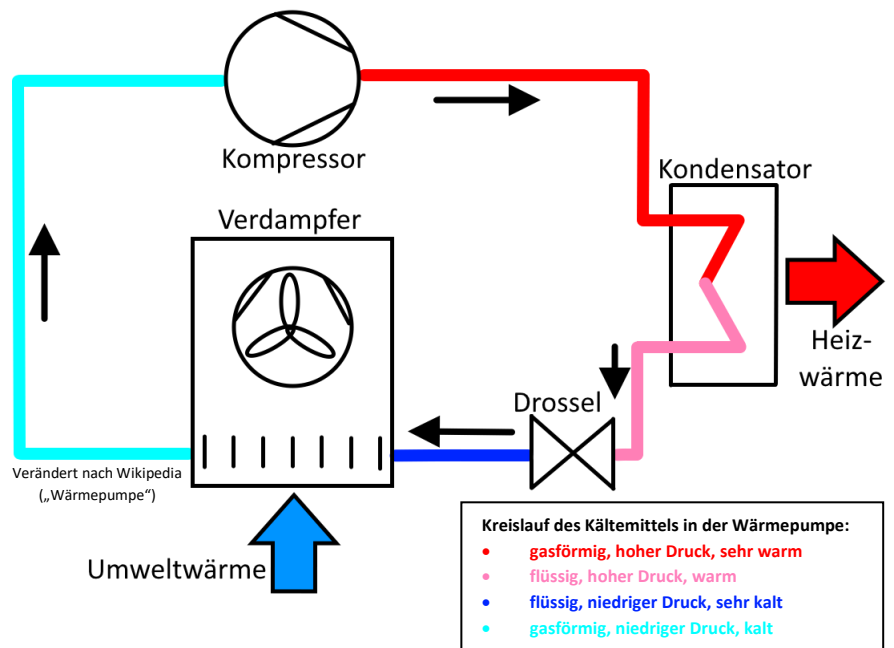 Kompressor
Kondensator
Verdampfer
Heiz-
wärme
Drossel
Verändert nach Wikipedia
(„Wärmepumpe“)
Umweltwärme
Kreislauf des Kältemittels in der Wärmepumpe:
• gasförmig, hoher Druck, sehr warm
• flüssig, hoher Druck, warm
• flüssig, niedriger Druck, sehr kalt
• gasförmig, niedriger Druck, kalt